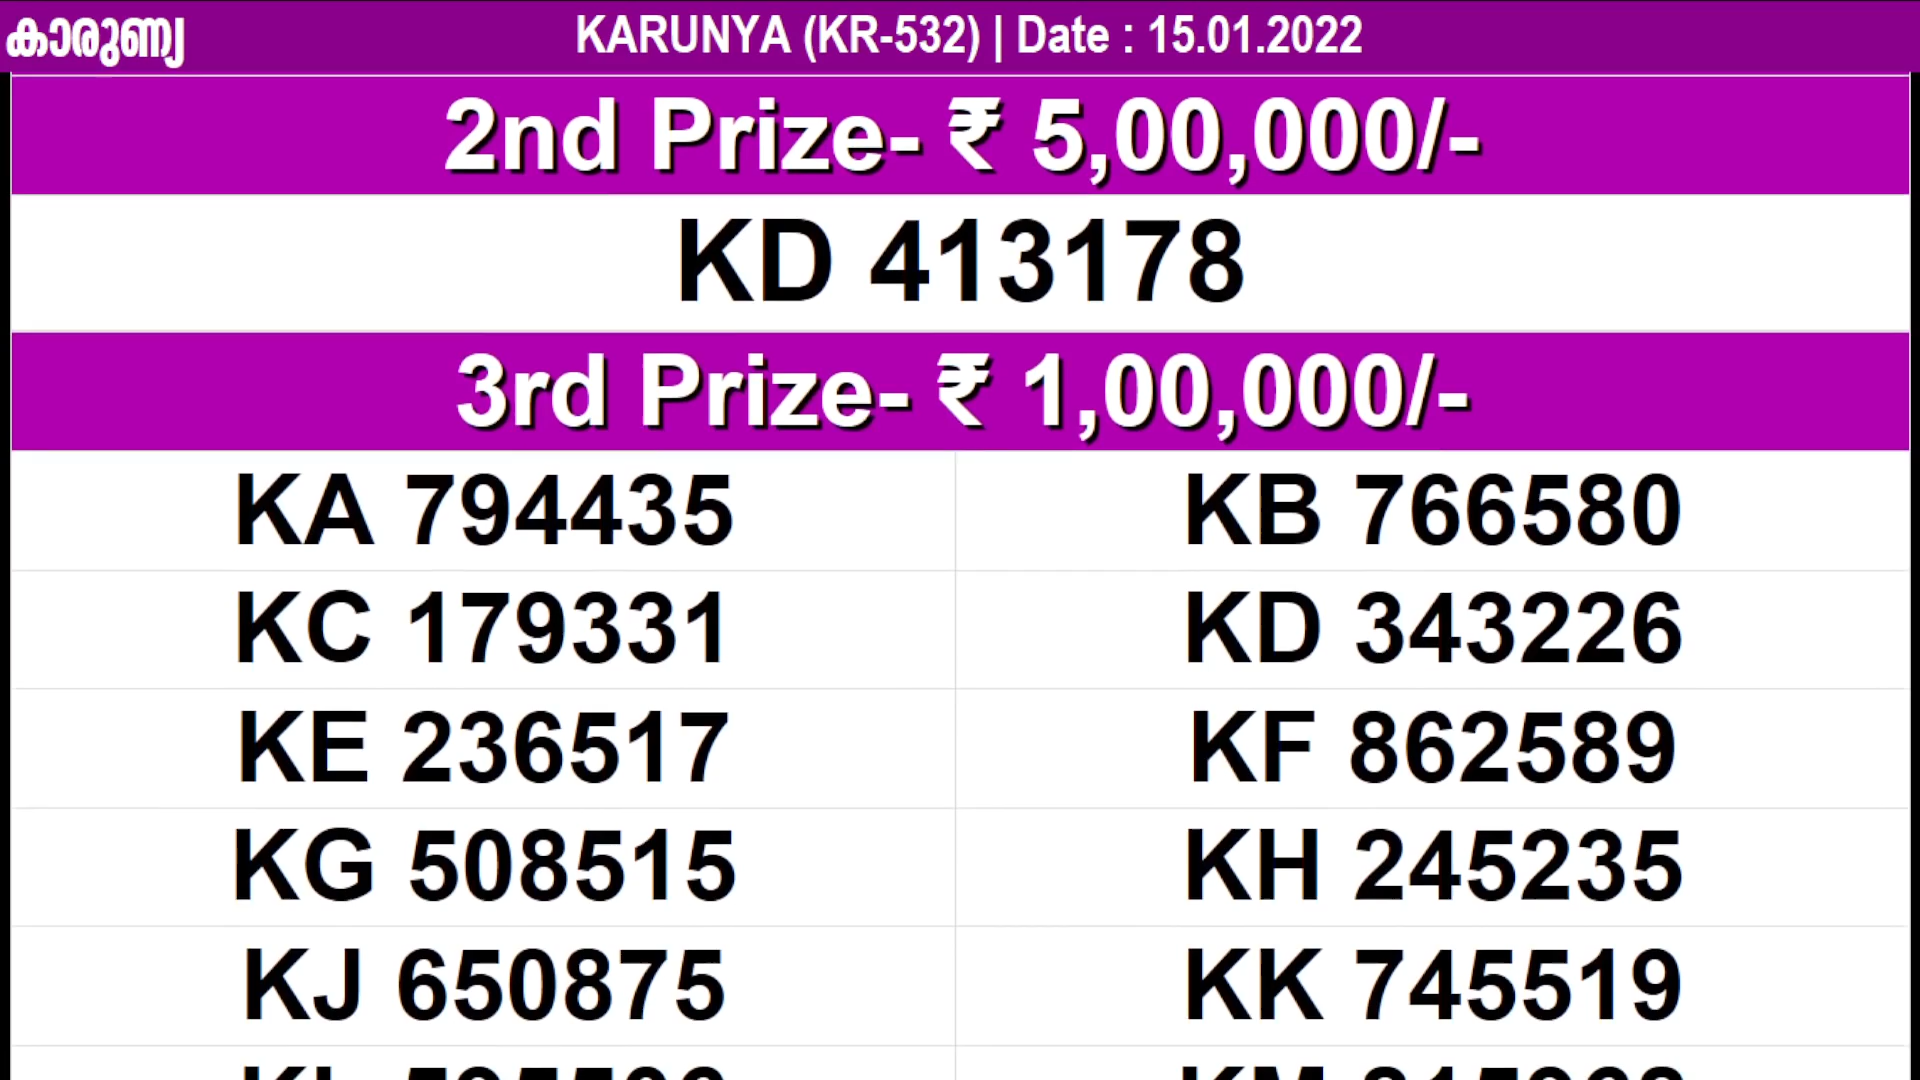 കാരുണ്യ
KARUNYA (KR-532) | Date : 15.01.2022
2nd Prize- ₹ 5,00,000/-
KD 413178
3rd Prize- ₹ 1,00,000/-
KA 794435
KB 766580
KC 179331
KD 343226
KE 236517
KF 862589
KG 508515
KH 245235
KJ 650875
KK 745519